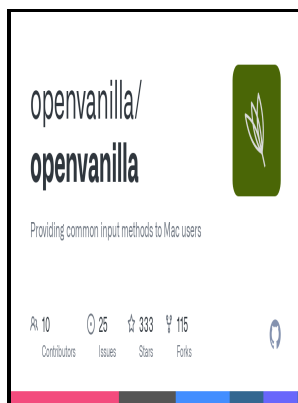 openvanilla/
openvanilla
Providing common input methods to Mac users
10 25 333 115
Contributors Issues Stars Forks